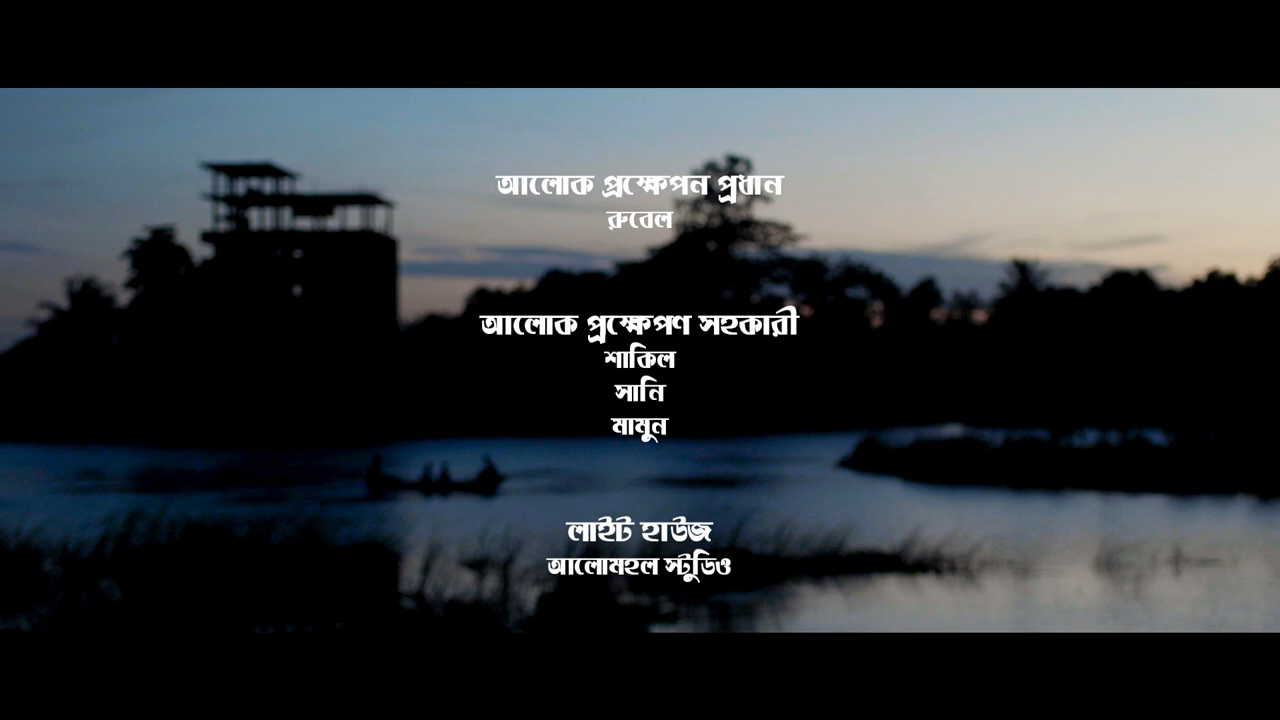 আলোক প্রক্ষেপন প্রধান
রুবেল
আলোক প্রক্ষেপণ সহকারী
শাকিল
সানি
মামুন
লাইট হাউজ
আলোমহল স্টুডিও